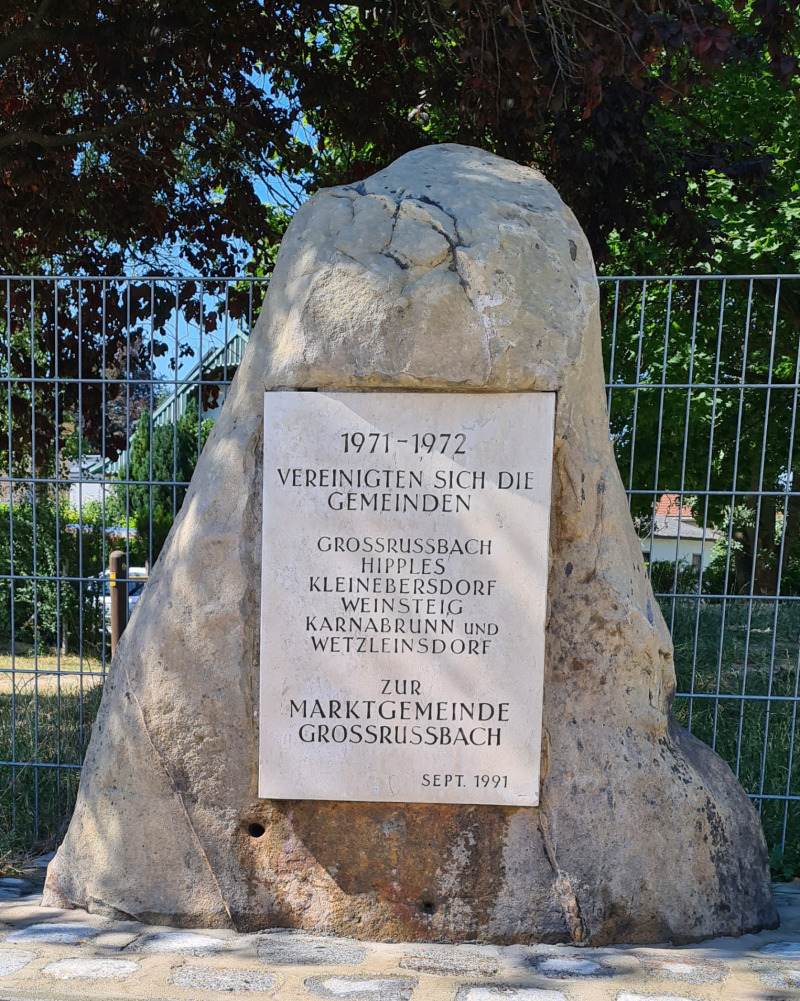 1971-1972
VEREINIGTEN SICH DIE
GEMEINDEN
GROSSRUSSBACH
HIPPLES
KLEINEBERSDORF
WEINSTEIG
KARNABRUNN UND
WETZLEINSDORF
ZUR
MARKTGEMEINDE
GROSSRUSSBACH
SEPT. 1991